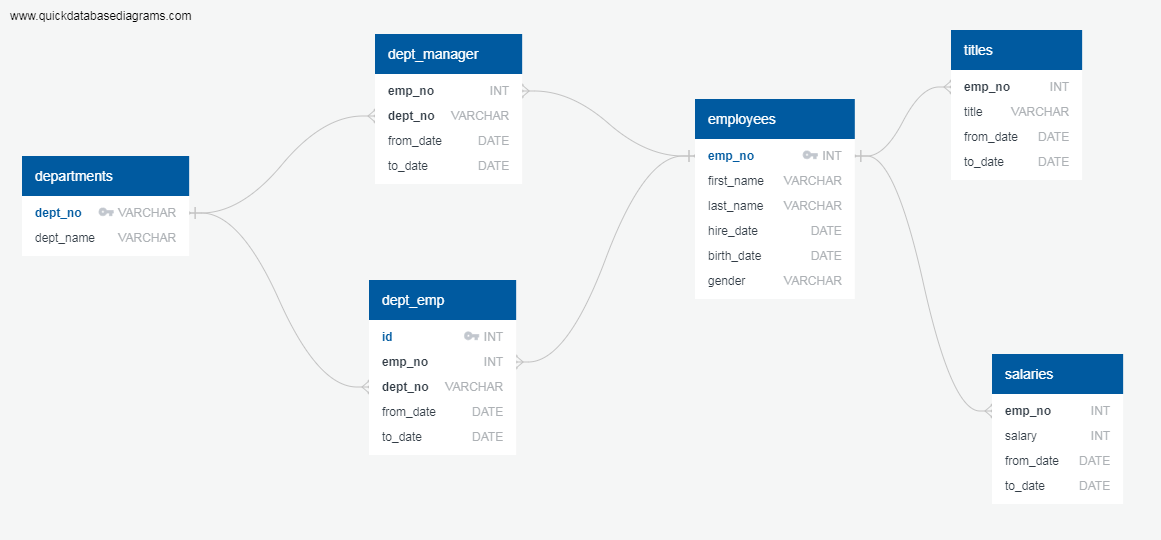 www.quickdatabasediagrams.com
departments
dept_no VARCHAR
dept_name VARCHAR
dept_manager
emp_no INT
dept_no VARCHAR
from_date DATE
to_date DATE
dept_emp
id INT
emp_no INT
dept_no VARCHAR
from_date DATE
to_date DATE
employees
emp_no INT
first_name VARCHAR
last_name VARCHAR
hire_date DATE
birth_date DATE
gender VARCHAR
titles
emp_no INT
title VARCHAR
from_date DATE
to_date DATE
salaries
emp_no INT
salary INT
from_date DATE
to_date DATE